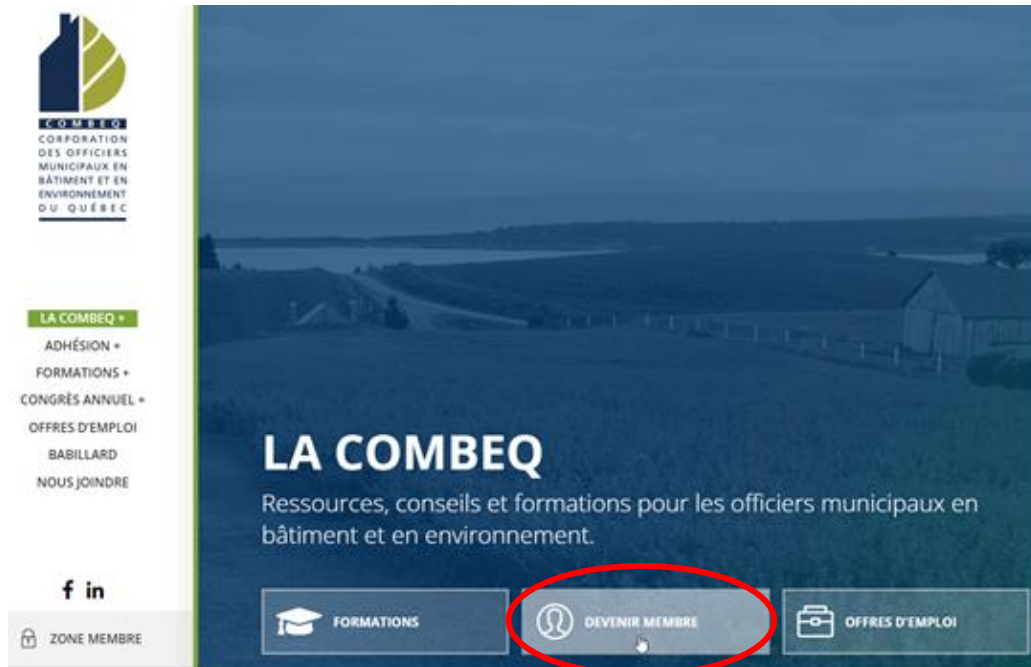 COMBEQ
CORPORATION
DES OFFICIERS
MUNICIPAUX EN
BÂTIMENT ET EN
ENVIRONNEMENT
DU QUÉBEC
LA COMBEQ +
ADHÉSION +
FORMATIONS +
CONGRÈS ANNUEL +
OFFRES D'EMPLOI
BABILLARD
NOUS JOINDRE
f in
ZONE MEMBRE
LA COMBEQ
Ressources, conseils et formations pour les officiers municipaux en
bâtiment et en environnement.
FORMATIONS
DEVENIR MEMBRE
OFFRES D'EMPLOI